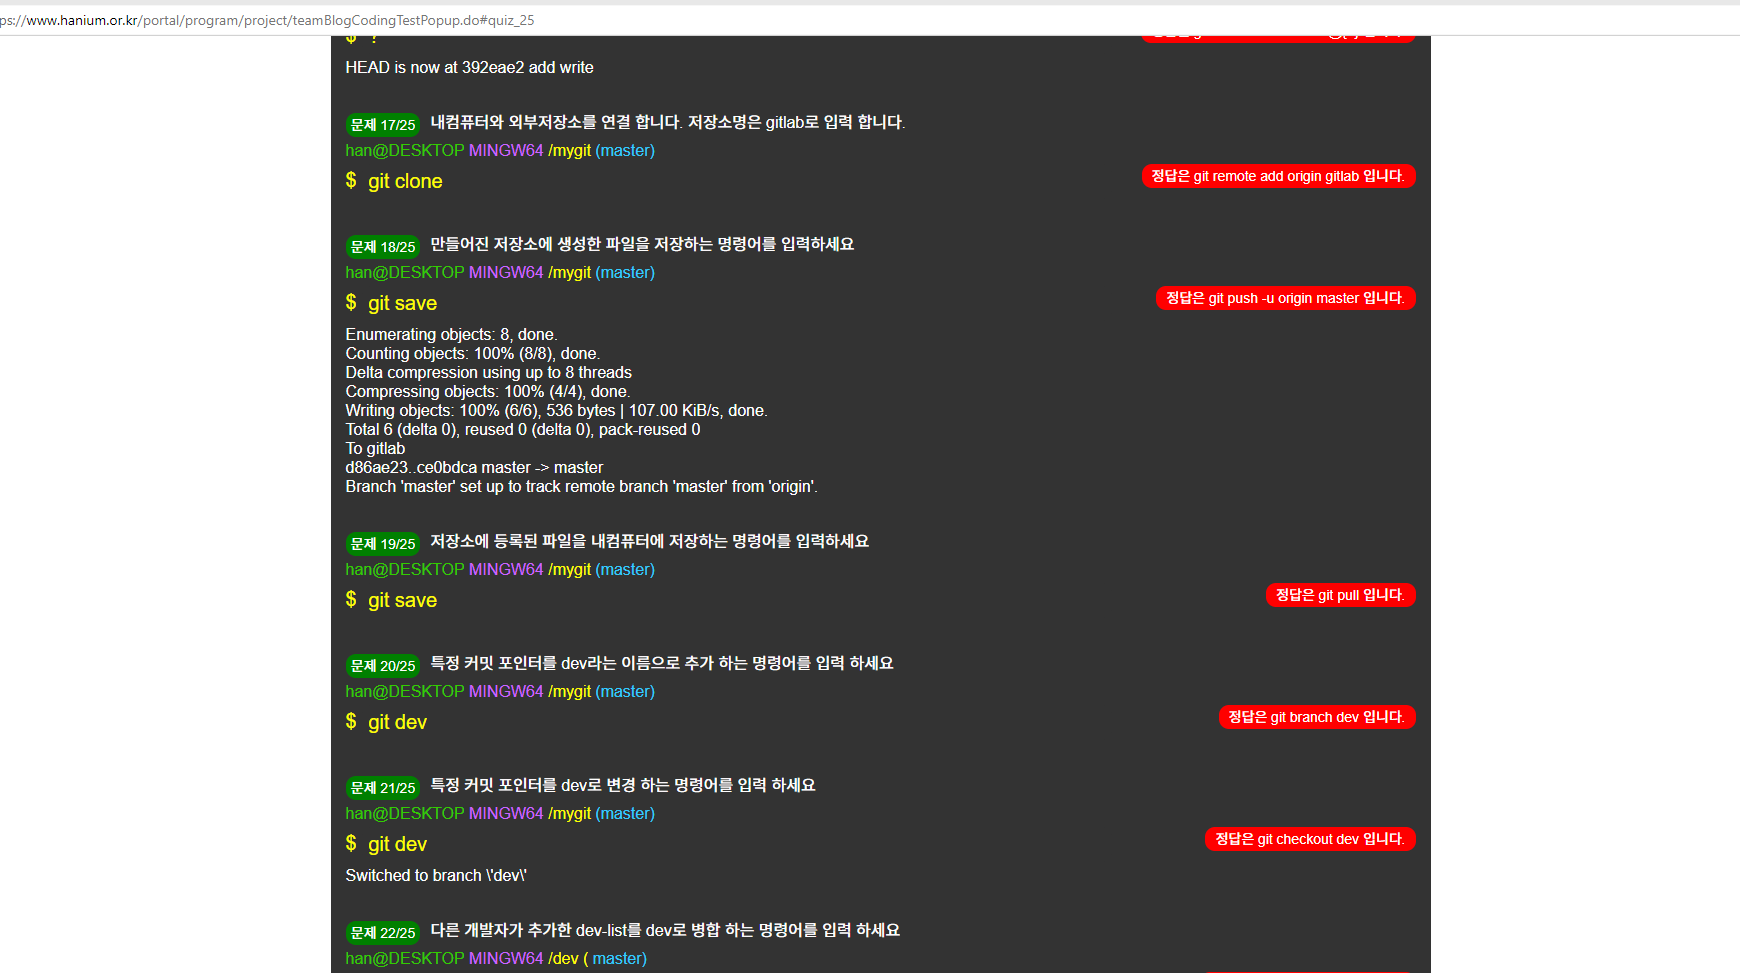 ps://www.hanium.or.kr/portal/program/project/teamBlogCodingTestPopup.do#quiz_25
$ ?
HEAD is now at 392eae2 add write
문제 17/25 내컴퓨터와 외부저장소를 연결 합니다. 저장소명은 gitlab로 입력 합니다.
han@DESKTOP MINGW64 /mygit (master)
$ git clone
정답은 git remote add origin gitlab 입니다.
문제 18/25 만들어진 저장소에 생성한 파일을 저장하는 명령어를 입력하세요
han@DESKTOP MINGW64 /mygit (master)
$ git save
정답은 git push -u origin master 입니다.
Enumerating objects: 8, done.
Counting objects: 100% (8/8), done.
Delta compression using up to 8 threads
Compressing objects: 100% (4/4), done.
Writing objects: 100% (6/6), 536 bytes | 107.00 KiB/s, done.
Total 6 (delta 0), reused 0 (delta 0), pack-reused 0
To gitlab
d86ae23..ce0bdca master -> master
Branch 'master' set up to track remote branch 'master' from 'origin'.
문제 19/25 저장소에 등록된 파일을 내컴퓨터에 저장하는 명령어를 입력하세요
han@DESKTOP MINGW64 /mygit (master)
$ git save
정답은 git pull 입니다.
문제 20/25 특정 커밋 포인터를 dev라는 이름으로 추가 하는 명령어를 입력 하세요
han@DESKTOP MINGW64 /mygit (master)
$ git dev
정답은 git branch dev 입니다.
문제 21/25 특정 커밋 포인터를 dev로 변경 하는 명령어를 입력 하세요
han@DESKTOP MINGW64 /mygit (master)
$ git dev
정답은 git checkout dev 입니다.
Switched to branch \'dev\'
문제 22/25 다른 개발자가 추가한 dev-list를 dev로 병합 하는 명령어를 입력 하세요
han@DESKTOP MINGW64 /dev ( master)